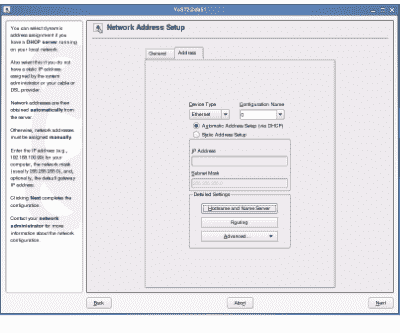 YaST2@da51
Network Address Setup
You can select dynamic
address assignment if you
have a DHCP server running
on your local network.
Also select this if you do not
have a static IP address
assigned by the system
administrator or your cable or
DSL provider.
Network addresses are then
obtained automatically from
the server.
Otherwise, network addresses
must be assigned manually.
Enter the IP address (e.g.,
192.168.100.99) for your
computer, the network mask
(usually 255.255.255.0), and,
optionally, the default gateway
IP address.
Clicking Next completes the
configuration.
Contact your network
administrator for more
information about the network
configuration.
General
Address
Device Type
Configuration Name
Ethernet
0
Automatic Address Setup (via DHCP)
Static Address Setup
IP Address
Subnet Mask
Detailed Settings
Hostname and Name Server
Routing
Advanced...
Back
Abort
Next